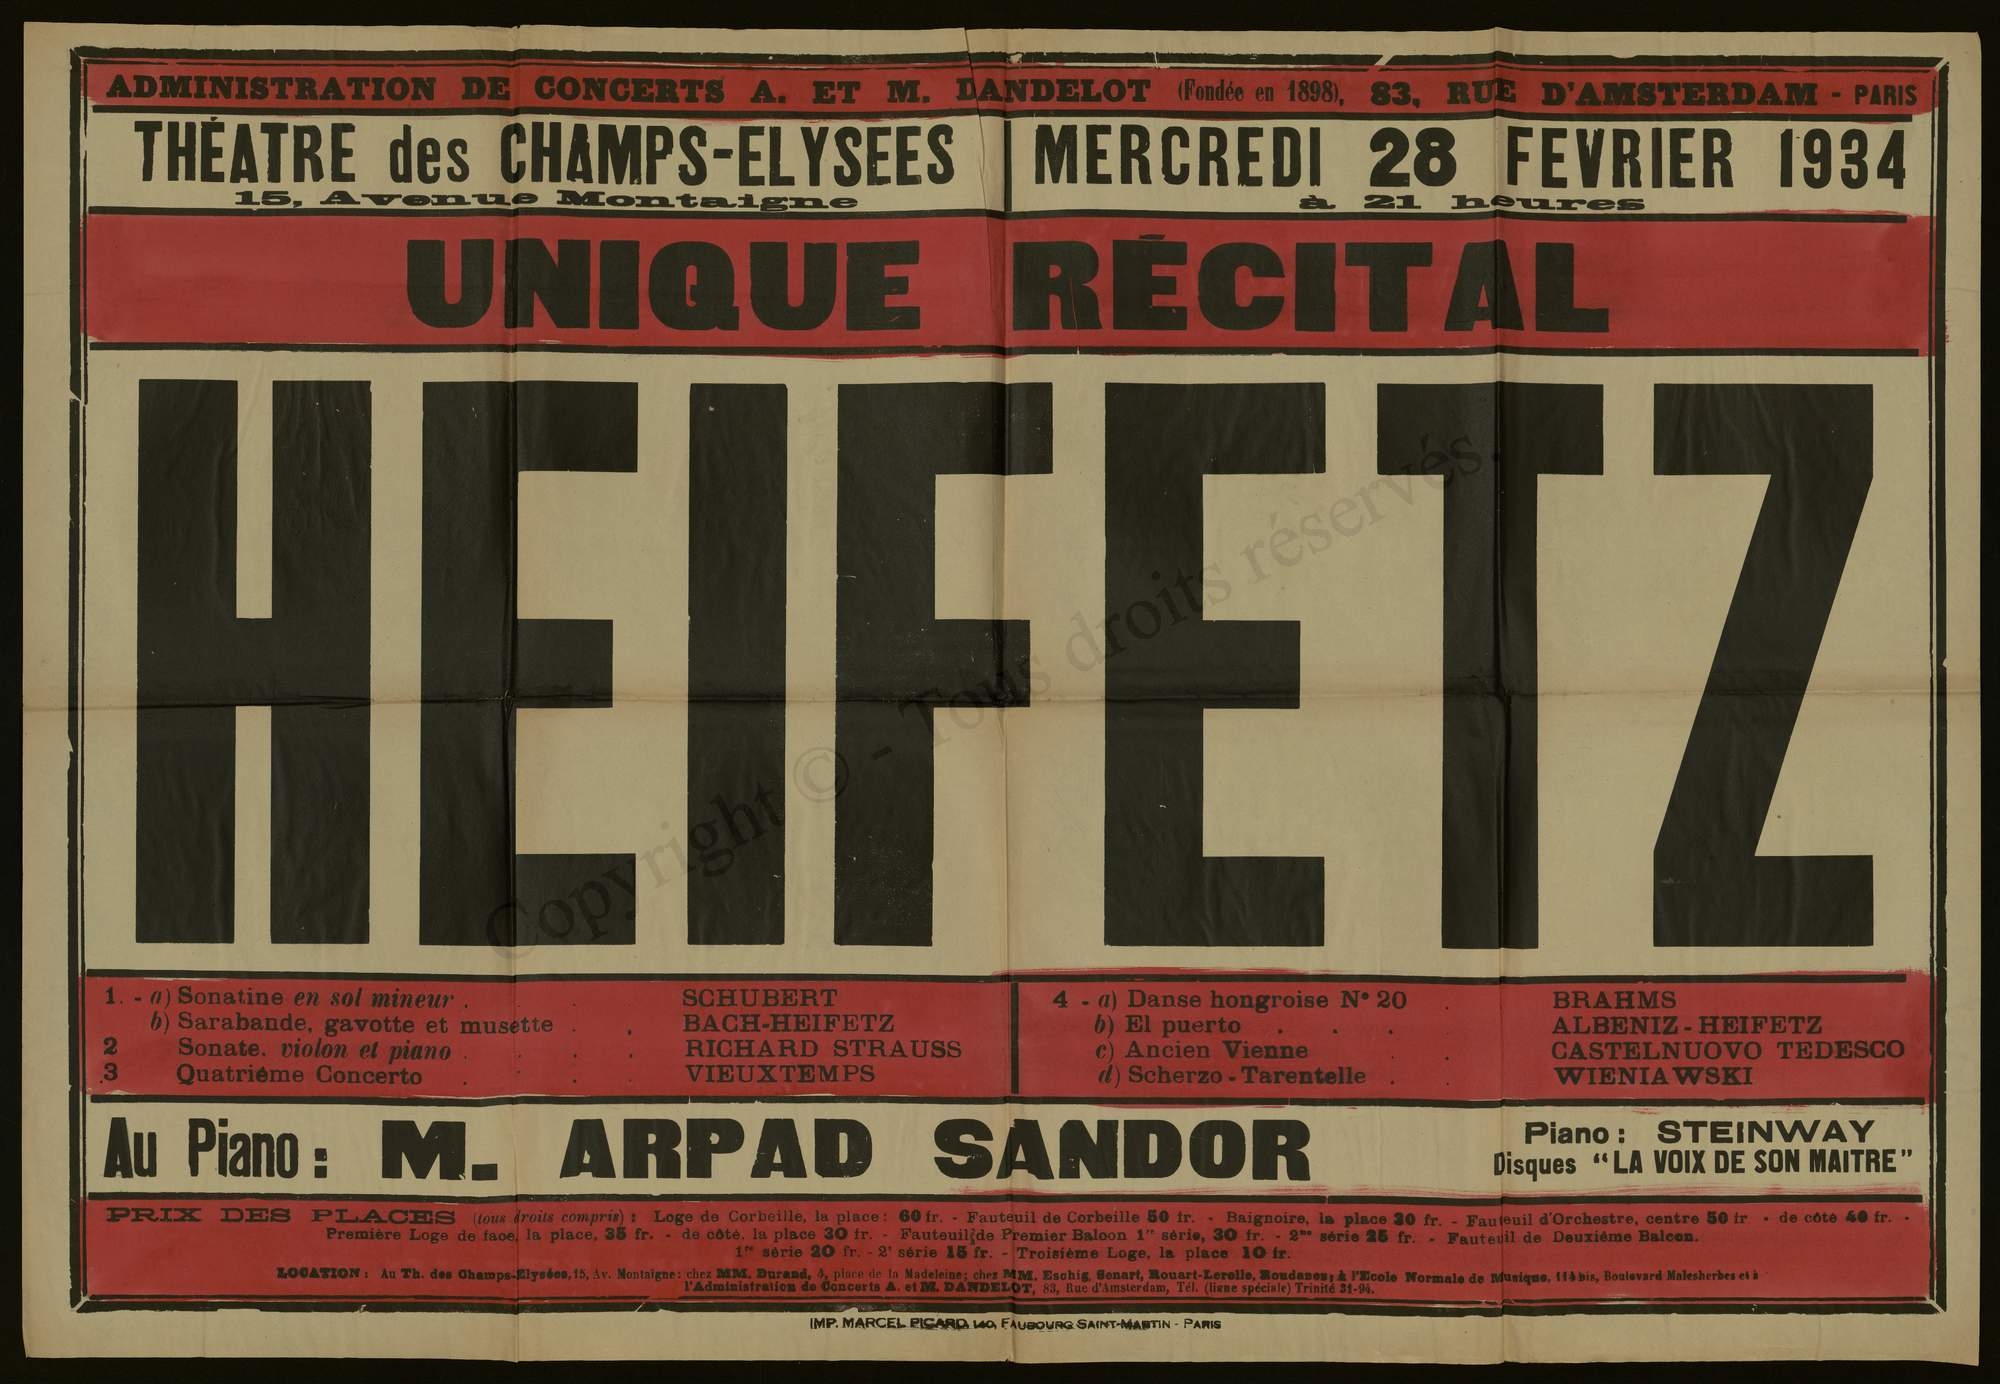 ADMINISTRATION DE CONCERTS A. ET M. DANDELOT (Fondée en 1898), 83, RUE D'AMSTERDAM - PARIS
THÉATRE des CHAMPS-ELYSEES
15, Avenue Montaigne
MERCREDI 28 FEVRIER 1934
à 21 heures
UNIQUE RÉCITAL
HEIFETZ
1. - a) Sonatine en sol mineur . . . SCHUBERT
b) Sarabande, gavotte et musette . . BACH-HEIFETZ
2 Sonate, violon et piano . . . . RICHARD STRAUSS
3 Quatriéme Concerto . . . . VIEUXTEMPS
4 - a) Danse hongroise N° 20 . BRAHMS
b) El puerto . . . . ALBENIZ - HEIFETZ
c) Ancien Vienne . . CASTELNUOVO TEDESCO
d) Scherzo - Tarentelle . . WIENIAWSKI
Au Piano : M. ARPAD SANDOR
Piano : STEINWAY
Disques "LA VOIX DE SON MAITRE"
PRIX DES PLACES (tous droits compris) : Loge de Corbeille, la place : 60 fr. - Fauteuil de Corbeille 50 fr. - Baignoire, la place 30 fr. - Fauteuil d'Orchestre, centre 50 fr - de côté 40 fr. -
Première Loge de face, la place, 35 fr. - de côté, la place 30 fr. - Fauteuil de Premier Balcon 1re série, 30 fr. - 2me série 25 fr. - Fauteuil de Deuxiéme Balcon.
1re série 20 fr. - 2e série 15 fr. - Troisiéme Loge, la place 10 fr.
LOCATION : Au Th. des Champs-Elysées, 15, Av. Montaigne : chez MM. Durand, 4, place de la Madeleine ; chez MM. Eschig, Senart, Rouart-Lerolle, Roudanes ; à l'Ecole Normale de Musique, 114 bis, Boulevard Malesherbes et à
l'Administration de Concerts A. et M. DANDELOT, 83, Rue d'Amsterdam, Tél. (ligne spéciale) Trinité 31-94.
IMP. MARCEL PICARD, 140, FAUBOURG SAINT-MARTIN - PARIS
Copyright © - Tous droits réservés.